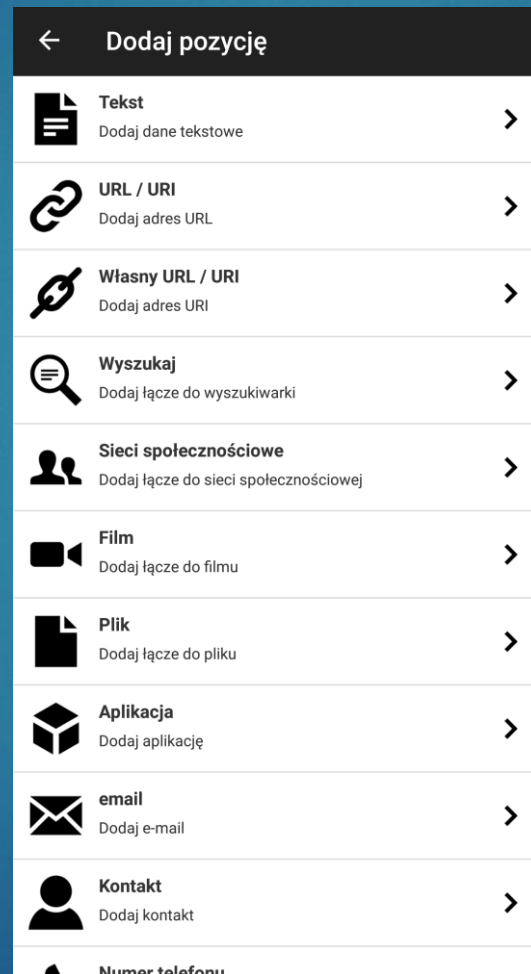 Dodaj pozycję
Tekst
Dodaj dane tekstowe
URL / URI
Dodaj adres URL
Własny URL / URI
Dodaj adres URI
Wyszukaj
Dodaj łącze do wyszukiwarki
Sieci społecznościowe
Dodaj łącze do sieci społecznościowej
Film
Dodaj łącze do filmu
Plik
Dodaj łącze do pliku
Aplikacja
Dodaj aplikację
email
Dodaj e-mail
Kontakt
Dodaj kontakt
Numer telefonu